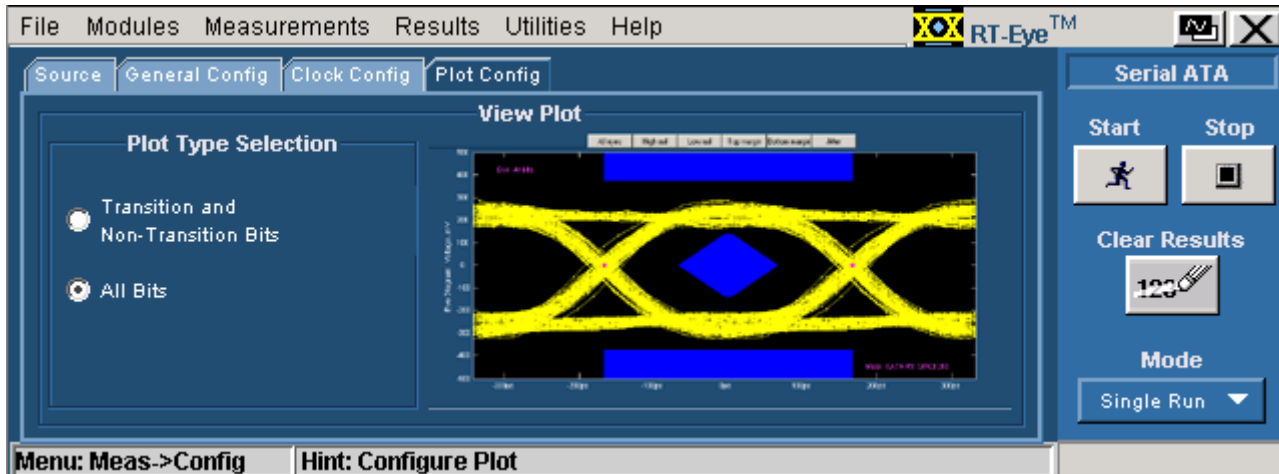 File Modules Measurements Results Utilities Help RT-Eye™
Source General Config Clock Config Plot Config
Serial ATA
View Plot
Plot Type Selection
Transition and
Non-Transition Bits
All Bits
Start Stop
Clear Results
123
Mode
Single Run
Menu: Meas->Config Hint: Configure Plot